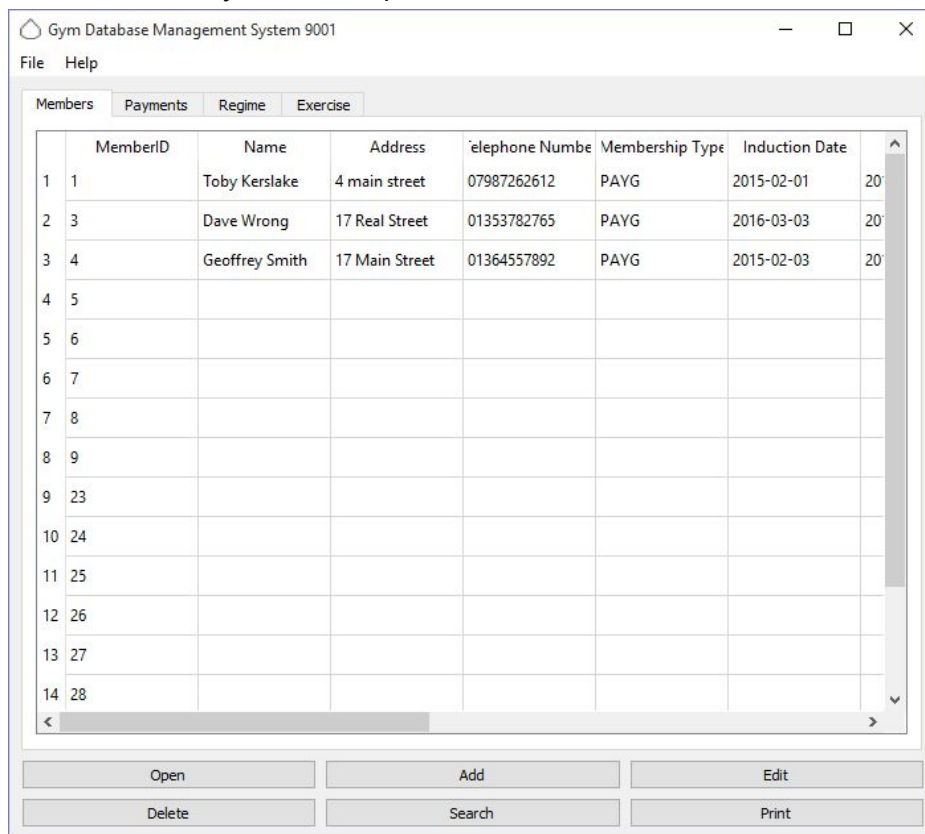 Gym Database Management System 9001
File Help
Members Payments Regime Exercise
MemberID Name Address elephone Numbe Membership Type Induction Date
1 1 Toby Kerslake 4 main street 07987262612 PAYG 2015-02-01 20
2 3 Dave Wrong 17 Real Street 01353782765 PAYG 2016-03-03 20
3 4 Geoffrey Smith 17 Main Street 01364557892 PAYG 2015-02-03 20
4 5
5 6
6 7
7 8
8 9
9 23
10 24
11 25
12 26
13 27
14 28
Open Add Edit
Delete Search Print